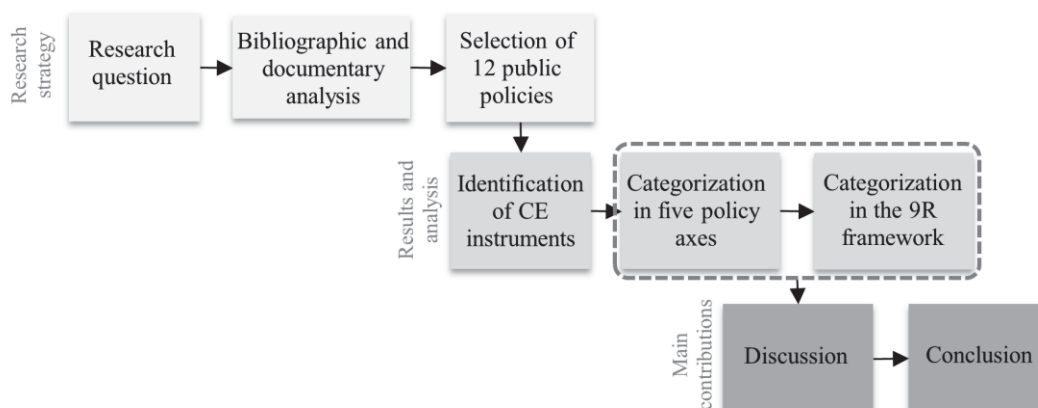 Research
strategy
Research
question
Bibliographic and
documentary
analysis
Selection of
12 public
policies
Results and
analysis
Identification
of CE
instruments
Categorization
in five policy
axes
Categorization
in the 9R
framework
Main
contributions
Discussion
Conclusion